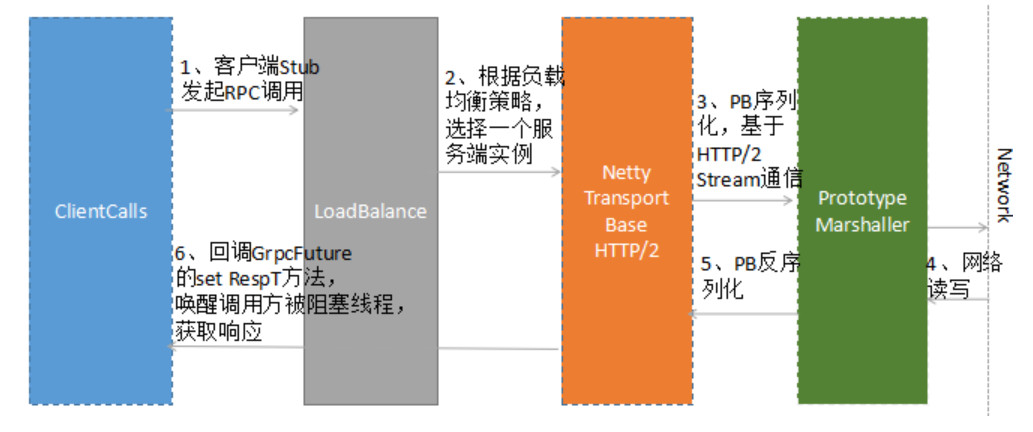 1、客户端Stub
发起RPC调用
2、根据负载
均衡策略，
选择一个服
务端实例
3、PB序列
化，基于
HTTP/2
Stream通信
ClientCalls
LoadBalance
Netty
Transport
Base
HTTP/2
Prototype
Marshaller
Network
6、回调GrpcFuture
的set RespT方法，
唤醒调用方被阻塞线程，
获取响应
5、PB反序
列化
4、网络
读写